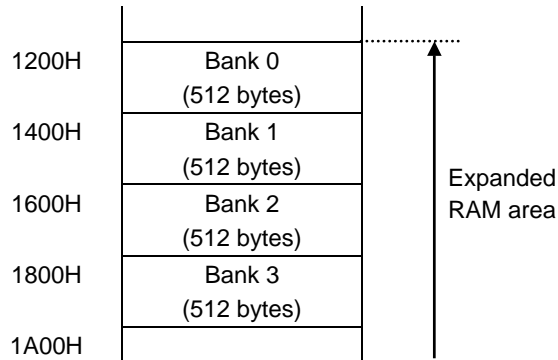 1200H
Bank 0
(512 bytes)
1400H
Bank 1
(512 bytes)
1600H
Bank 2
(512 bytes)
1800H
Bank 3
(512 bytes)
1A00H
Expanded
RAM area